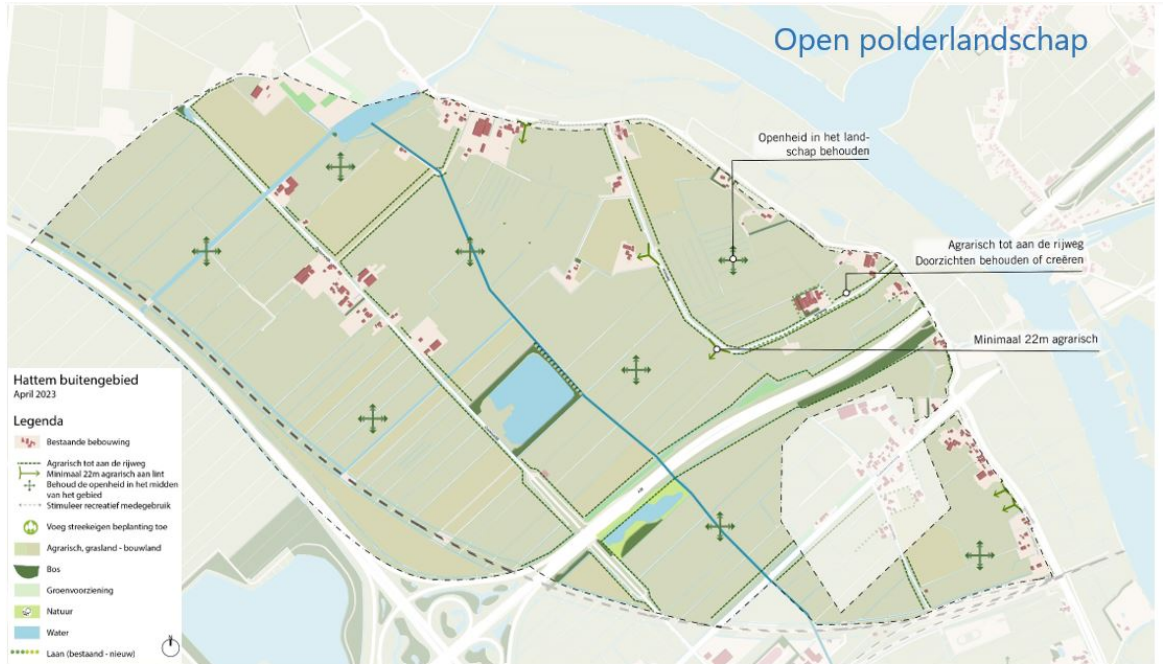 Open polderlandschap
Openheid in het land-
schap behouden
Agrarisch tot aan de rijweg
Doorzichten behouden of creëren
Minimaal 22m agrarisch
Hattem buitengebied
April 2023
Legenda
Bestaande bebouwing
Agrarisch tot aan de rijweg
Minimaal 22m agrarisch aan lint
Behoud de openheid in het midden
van het gebied
Stimuleer recreatief medegebruik
Voeg streekeigen beplanting toe
Agrarisch, grasland - bouwland
Bos
Groenvoorziening
Natuur
Water
Laan (bestaand - nieuw)
N